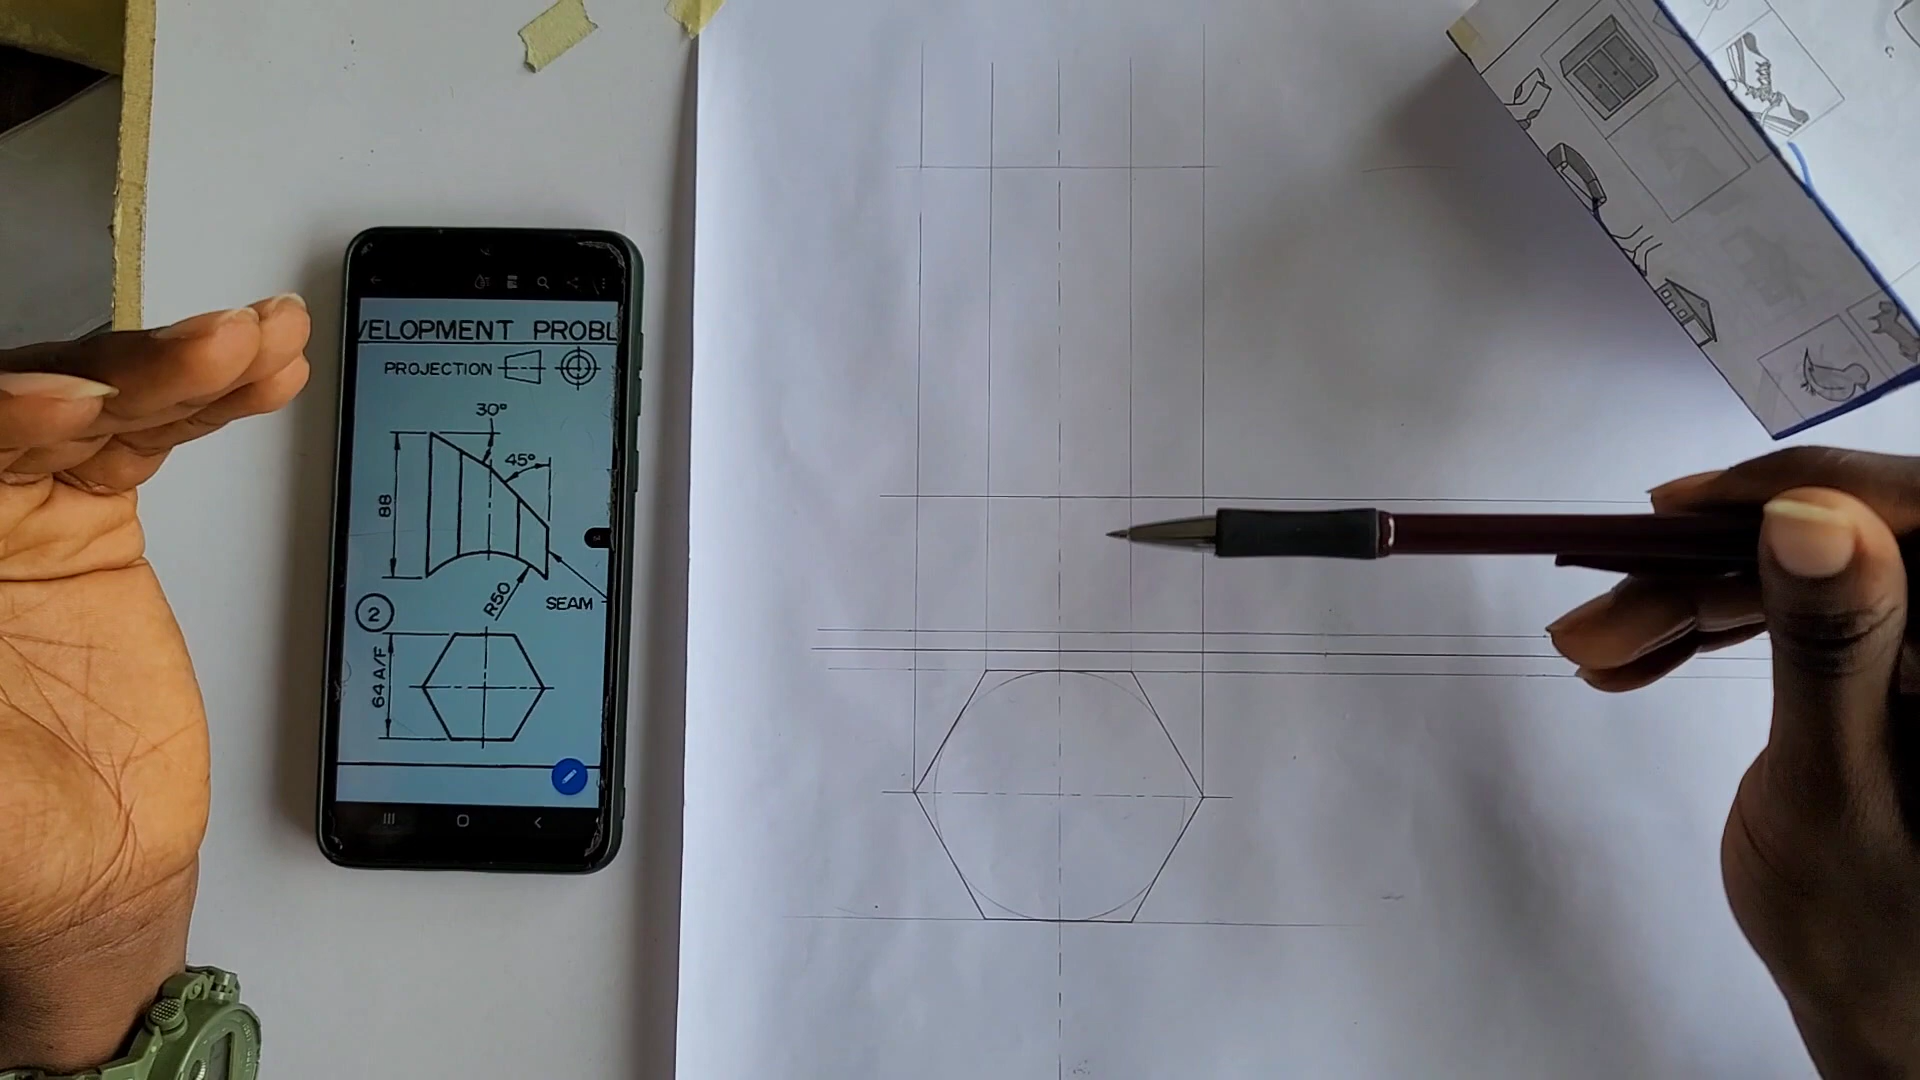 VELOPMENT PROBL
PROJECTION
30°
45°
88
R50
SEAM
2
64 A/F